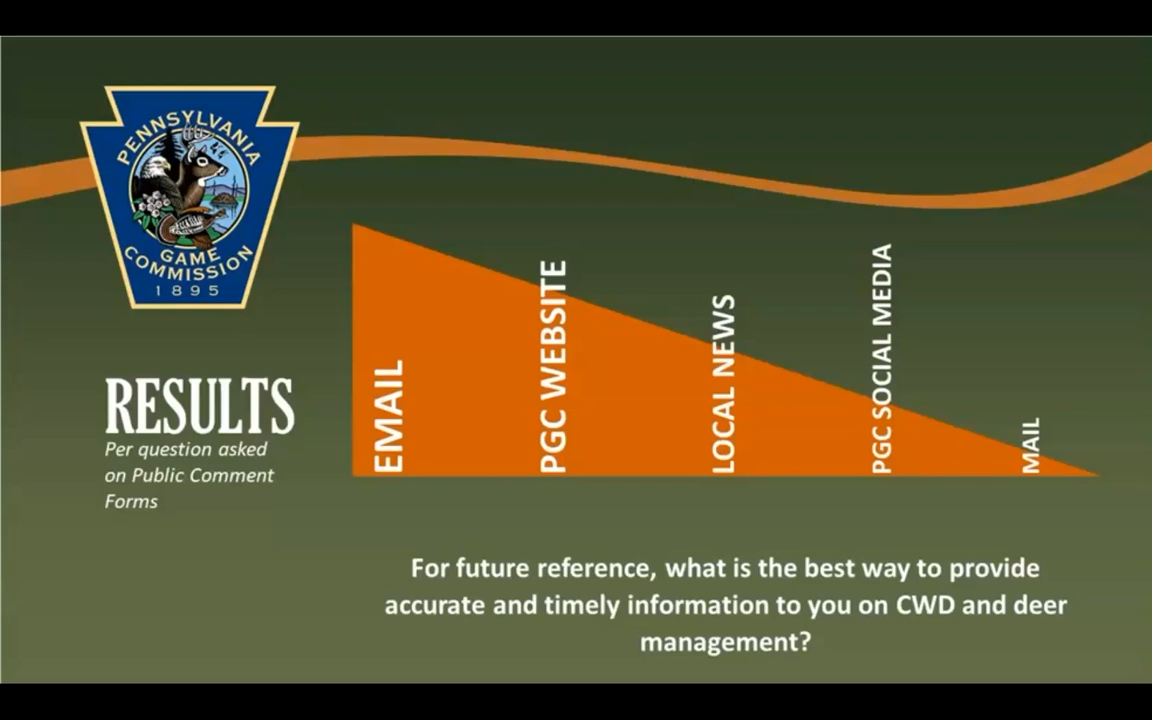 PENNSYLVANIA
GAME
COMMISSION
1895
RESULTS
Per question asked
on Public Comment
Forms
EMAIL
PGC WEBSITE
LOCAL NEWS
PGC SOCIAL MEDIA
MAIL
For future reference, what is the best way to provide
accurate and timely information to you on CWD and deer
management?